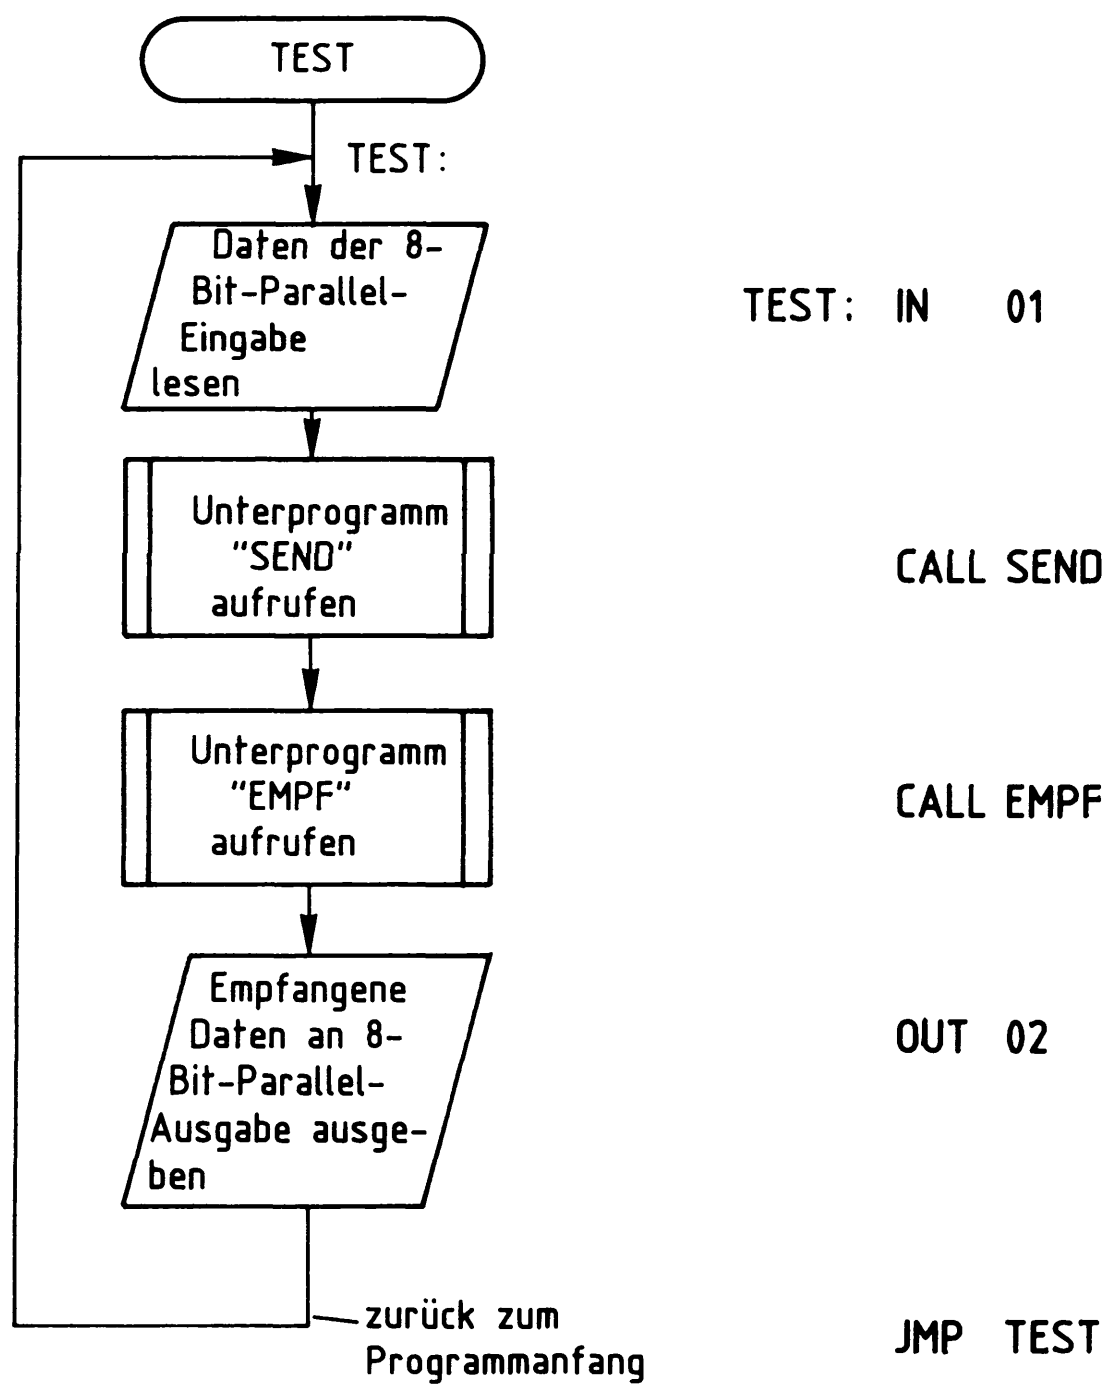 TEST
TEST:
Daten der 8-
Bit-Parallel-
Eingabe
lesen
TEST: IN 01
Unterprogramm
"SEND"
aufrufen
CALL SEND
Unterprogramm
"EMPF"
aufrufen
CALL EMPF
Empfangene
Daten an 8-
Bit-Parallel-
Ausgabe ausge-
ben
OUT 02
zurück zum
Programmanfang
JMP TEST